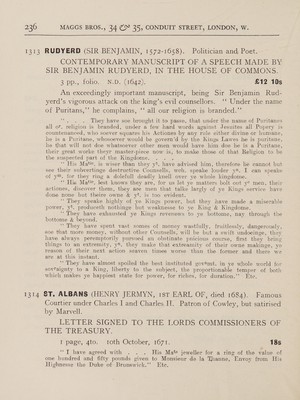 236 MAGGS BROS., 34 & 35, CONDUIT STREET, LONDON, W.
1313 RUDYERD (SIR BENJAMIN, 1572-1658). Politician and Poet.
CONTEMPORARY MANUSCRIPT OF A SPEECH MADE BY
SIR BENJAMIN RUDYERD, IN THE HOUSE OF COMMONS.
3 pp., folio. N.D. (1642). £12 10s
An exceedingly important manuscript, being Sir Benjamin Rud-
yerd's vigorous attack on the king's evil counsellors. "Under the name
of Puritans," he complains, "all our religion is branded."
" . . . They have soe brought it to passe, that under the name of Puritanes
all or. religion is branded, under a few hard words against Jesuites all Popery is
countenanced, who soever squares his Actions by any rule either divine or humane,
he is a Puritane, whosoever would be govern'd by the Kings Lawes he is puritane,
he that will not doe whatsoever other men would have him doe he is a Puritane,
their great worke their master-piece now is, to make those of that Religion to be
the suspected part of the Kingdome. . . .
" His Matie. is wiser than they yt. have advised him, therefore he cannot but
see their subvertinge destructive Councells, wch. speake louder yn. I can speake
of ym. for they ring a dolefull deadly knell over ye whole kingdome.
" His Matie. best knows they are, for us let ye matters bolt out ye men, their
actions, discover them, they are men that talke largely of ye Kings service have
done none but theire owne & yt. is too evident.
" They speake highly of ye Kings power, but they have made a miserable
power, yt. produceth nothinge but weaknesse to ye King & Kingdome.
" They have exhausted ye Kings revenues to ye bottome, nay through the
bottome & beyond.
" They have spent vast somes of money wastfully, fruitlessly, dangerously,
soe that more money, without other Councells, will be but a swift undoeinge, they
have always peremptorily pursued an obstinate pnicious course, first they bring
things to an extremity, yn. they make that extremity of their owne makinge, ye
reason of their next action seaven times worse than the former and there we
are at this instant.
" They have almost spoiled the best instituted govmnt. in ye whole world for
soveraignty in a King, liberty to the subject, the proportionable temper of both
which makes ye happiest state for power, for riches, for duration." Etc.
1314 ST. ALBANS (HENRY JERMYN, 1ST EARL OF, died 1684). Famous
Courtier under Charles I and Charles II. Patron of Cowley, but satirised
by Marvell.
LETTER SIGNED TO THE LORDS COMMISSIONERS OF
THE TREASURY.
1 page, 4to. 10th October, 1671. 18s
" I have agreed with . . . His Maties jeweller for a ring of the value of
one hundred and fifty pounds given to Monsieur de la Quaine, Envoy from His
Highnesse the Duke of Brunswick." Etc.